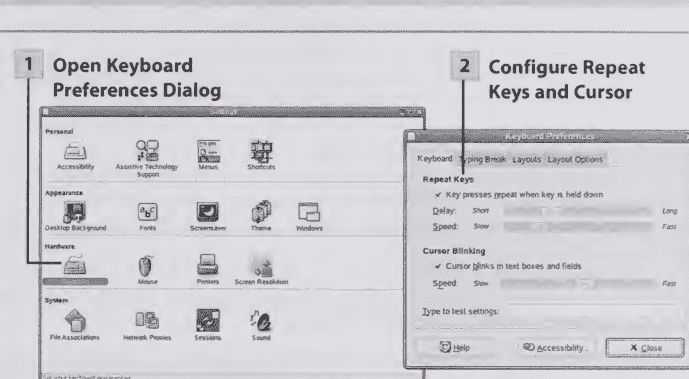 1 Open Keyboard
Preferences Dialog
2 Configure Repeat
Keys and Cursor
Personal
Accessibility
Assistive Technology
Support
Menus
Shortcuts
Appearance
Desktop Background
Fonts
Screensaver
Theme
Windows
Hardware
Mouse
Printers
Screen Resolution
System
File Associations
Network Proxies
Sessions
Sound
Set your keyboard preferences
Keyboard Preferences
Keyboard Typing Break Layouts Layout Options
Repeat Keys
Key presses repeat when key is held down
Delay: Short Long
Speed: Slow Fast
Cursor Blinking
Cursor blinks in text boxes and fields
Speed: Slow Fast
Type to test settings:
Help
Accessibility...
Close